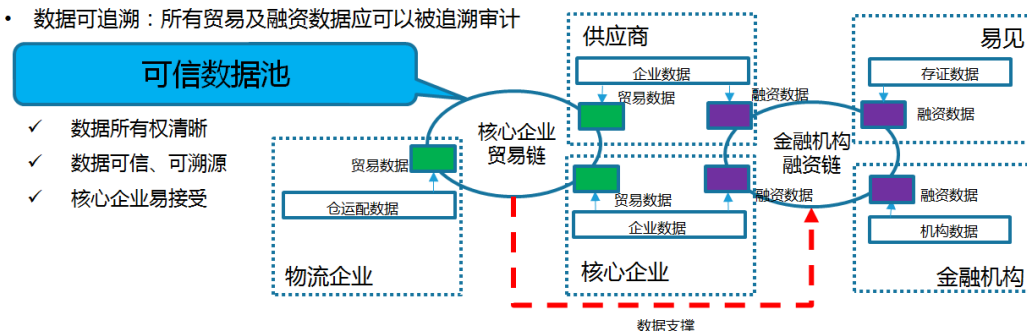 • 数据可追溯：所有贸易及融资数据应可以被追溯审计
可信数据池
✓ 数据所有权清晰
✓ 数据可信、可溯源
✓ 核心企业易接受
贸易数据
仓运配数据
物流企业
核心企业
贸易链
供应商
企业数据
贸易数据
融资数据
贸易数据
融资数据
企业数据
核心企业
金融机构
融资链
易见
存证数据
融资数据
融资数据
机构数据
金融机构
数据支撑